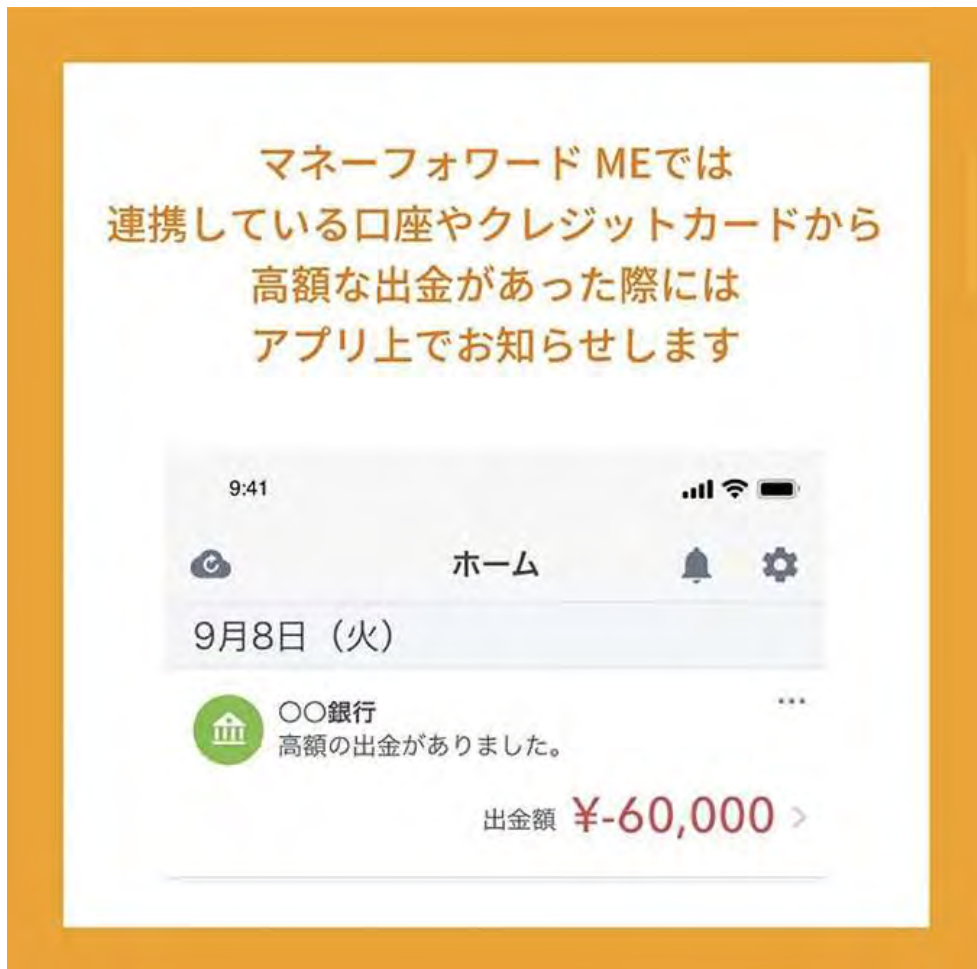 マネーフォワード MEでは
連携している口座やクレジットカードから
高額な出金があった際には
アプリ上でお知らせします
9:41
ホーム
9月8日（火）
○○銀行
高額の出金がありました。
出金額 ¥-60,000